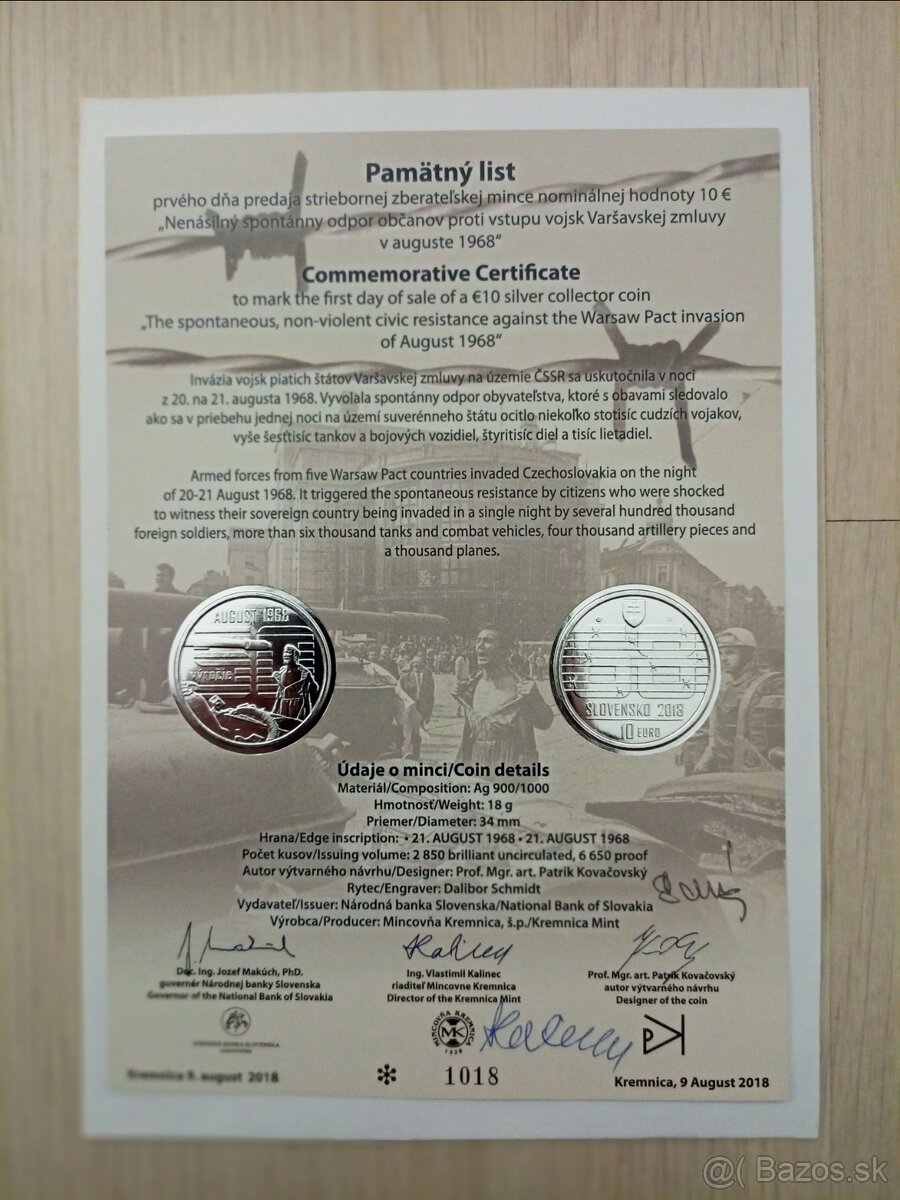 Pamätný list
prvého dňa predaja striebornej zberateľskej mince nominálnej hodnoty 10 €
„Nenásilný spontánny odpor občanov proti vstupu vojsk Varšavskej zmluvy
v auguste 1968“
Commemorative Certificate
to mark the first day of sale of a €10 silver collector coin
„The spontaneous, non-violent civic resistance against the Warsaw Pact invasion
of August 1968“
Invázia vojsk piatich štátov Varšavskej zmluvy na územie ČSSR sa uskutočnila v noci
z 20. na 21. augusta 1968. Vyvolala spontánny odpor obyvateľstva, ktoré s obavami sledovalo
ako sa v priebehu jednej noci na území suverénneho štátu ocitlo niekoľko stotisíc cudzích vojakov,
vyše šesťtisíc tankov a bojových vozidiel, štyritisíc diel a tisíc lietadiel.
Armed forces from five Warsaw Pact countries invaded Czechoslovakia on the night
of 20-21 August 1968. It triggered the spontaneous resistance by citizens who were shocked
to witness their sovereign country being invaded in a single night by several hundred thousand
foreign soldiers, more than six thousand tanks and combat vehicles, four thousand artillery pieces and
a thousand planes.
AUGUST 1968
výročie
SLOVENSKO 2018
10 EURO
Údaje o minci/Coin details
Materiál/Composition: Ag 900/1000
Hmotnosť/Weight: 18 g
Priemer/Diameter: 34 mm
Hrana/Edge inscription: • 21. AUGUST 1968 • 21. AUGUST 1968
Počet kusov/Issuing volume: 2 850 brilliant uncirculated, 6 650 proof
Autor výtvarného návrhu/Designer: Prof. Mgr. art. Patrik Kovačovský
Rytec/Engraver: Dalibor Schmidt
Vydavateľ/Issuer: Národná banka Slovenska/National Bank of Slovakia
Výrobca/Producer: Mincovňa Kremnica, š.p./Kremnica Mint
Doc. Ing. Jozef Makúch, PhD.
guvernér Národnej banky Slovenska
Governor of the National Bank of Slovakia
Ing. Vlastimil Kalinec
riaditeľ Mincovne Kremnica
Director of the Kremnica Mint
Prof. Mgr. art. Patrik Kovačovský
autor výtvarného návrhu
Designer of the coin
NÁRODNÁ BANKA SLOVENSKA
MINCOVŇA KREMNICA
MK
1328
Kremnica 9. august 2018
1018
Kremnica, 9 August 2018
@( Bazos.sk